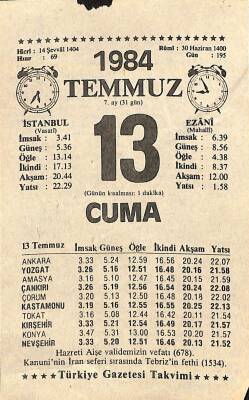 Hicrî : 14 Şevvâl 1404
Hızır : 69
1984
Rûmî : 30 Haziran 1400
Gün : 195
TEMMUZ
7. ay (31 gün)
İSTANBUL
(Vasatî)
İmsak : 3.41
Güneş : 5.36
Öğle : 13.14
İkindi : 17.13
Akşam : 20.44
Yatsı : 22.29
13
(Günün kısalması: 1 dakika)
CUMA
EZÂNÎ
(Mahallî)
İmsak : 6.39
Güneş : 8.56
Öğle : 4.38
İkindi : 8.37
Akşam : 12.00
Yatsı : 1.58
13 Temmuz İmsak Güneş Öğle İkindi Akşam Yatsı
ANKARA 3.33 5.24 12.59 16.56 20.24 22.07
YOZGAT 3.26 5.16 12.51 16.48 20.16 21.58
AMASYA 3.16 5.10 12.47 16.45 20.15 21.59
ÇANKIRI 3.26 5.19 12.56 16.54 20.24 22.08
ÇORUM 3.20 5.13 12.50 16.48 20.18 22.02
KASTAMONU 3.19 5.16 12.55 16.55 20.25 22.13
TOKAT 3.16 5.08 12.44 16.42 20.11 21.54
KIRŞEHİR 3.33 5.21 12.54 16.49 20.17 21.57
KONYA 3.47 5.31 13.00 16.53 20.20 21.57
NEVŞEHİR 3.33 5.20 12.51 16.46 20.13 21.52
Hazreti Aişe validemizin vefatı (678).
Kanuni'nin İran seferi sırasında Tebriz'in fethi (1534).
Türkiye Gazetesi Takvimi